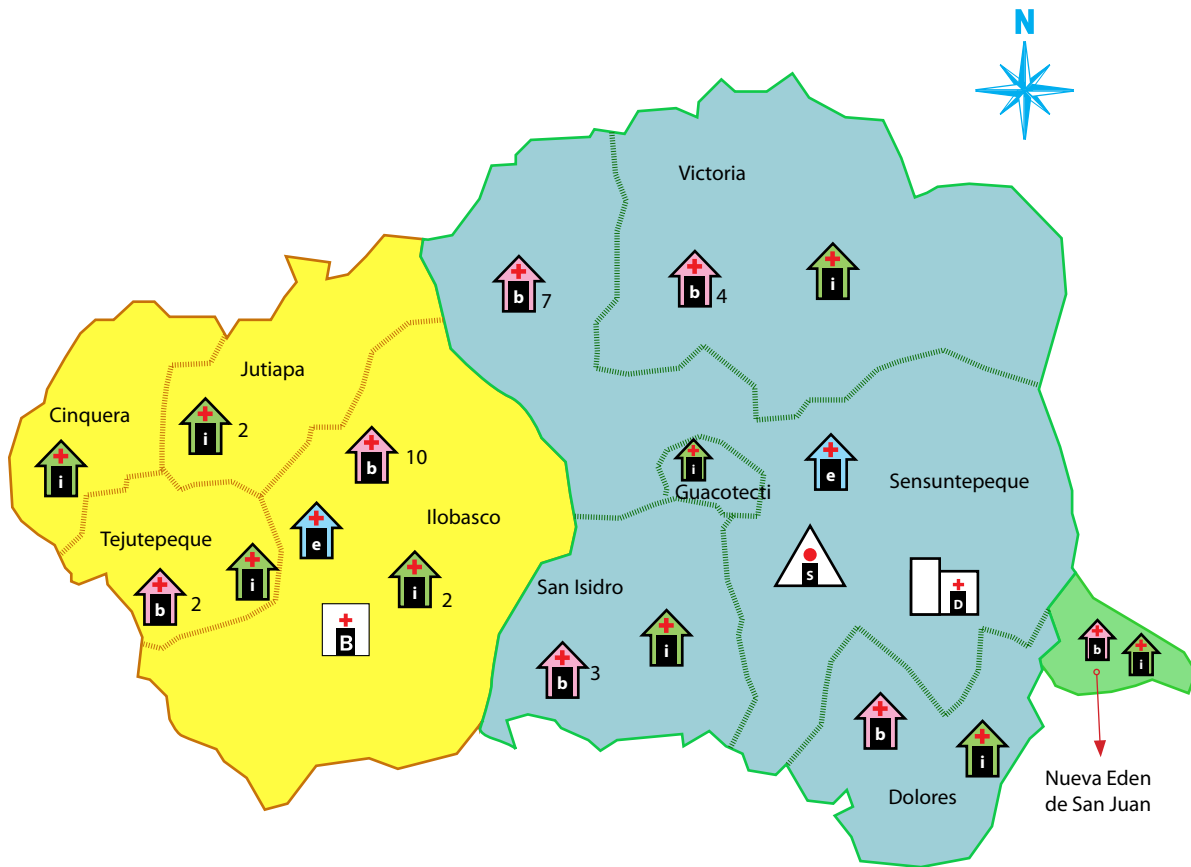 N
Victoria
b
7
b
4
i
Jutiapa
Cinquera
i
2
i
b
10
i
Guacotecti
e
Sensuntepeque
Tejutepeque
e
Ilobasco
b
2
i
i
2
B
San Isidro
s
D
b
3
i
b
i
b
i
Dolores
Nueva Eden
de San Juan